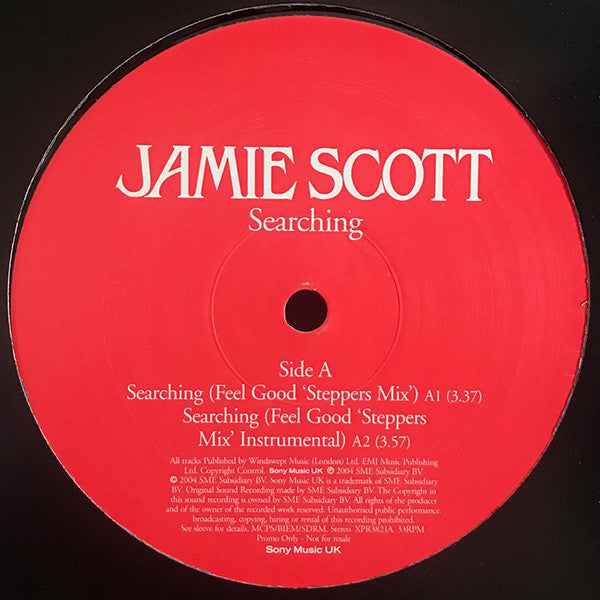 JAMIE SCOTT
Searching
Side A
Searching (Feel Good ‘Steppers Mix’) A1 (3.37)
Searching (Feel Good ‘Steppers
Mix’ Instrumental) A2 (3.57)
All tracks Published by Windswept Music (London) Ltd. EMI Music Publishing
Ltd. Copyright Control. Sony Music UK ℗ 2004 SME Subsidiary BV.
© 2004 SME Subsidiary BV. Sony Music UK is a trademark of SME Subsidiary
BV. Original Sound Recording made by SME Subsidiary BV. The Copyright in
this sound recording is owned by SME Subsidiary BV. All rights of the producer
and of the owner of the recorded work reserved. Unauthorised public performance,
broadcasting, copying, hiring or rental of this recording prohibited.
See sleeve for details. MCPS/BIEM/SDRM. Stereo. XPR3821A. 33RPM
Promo Only - Not for resale
Sony Music UK